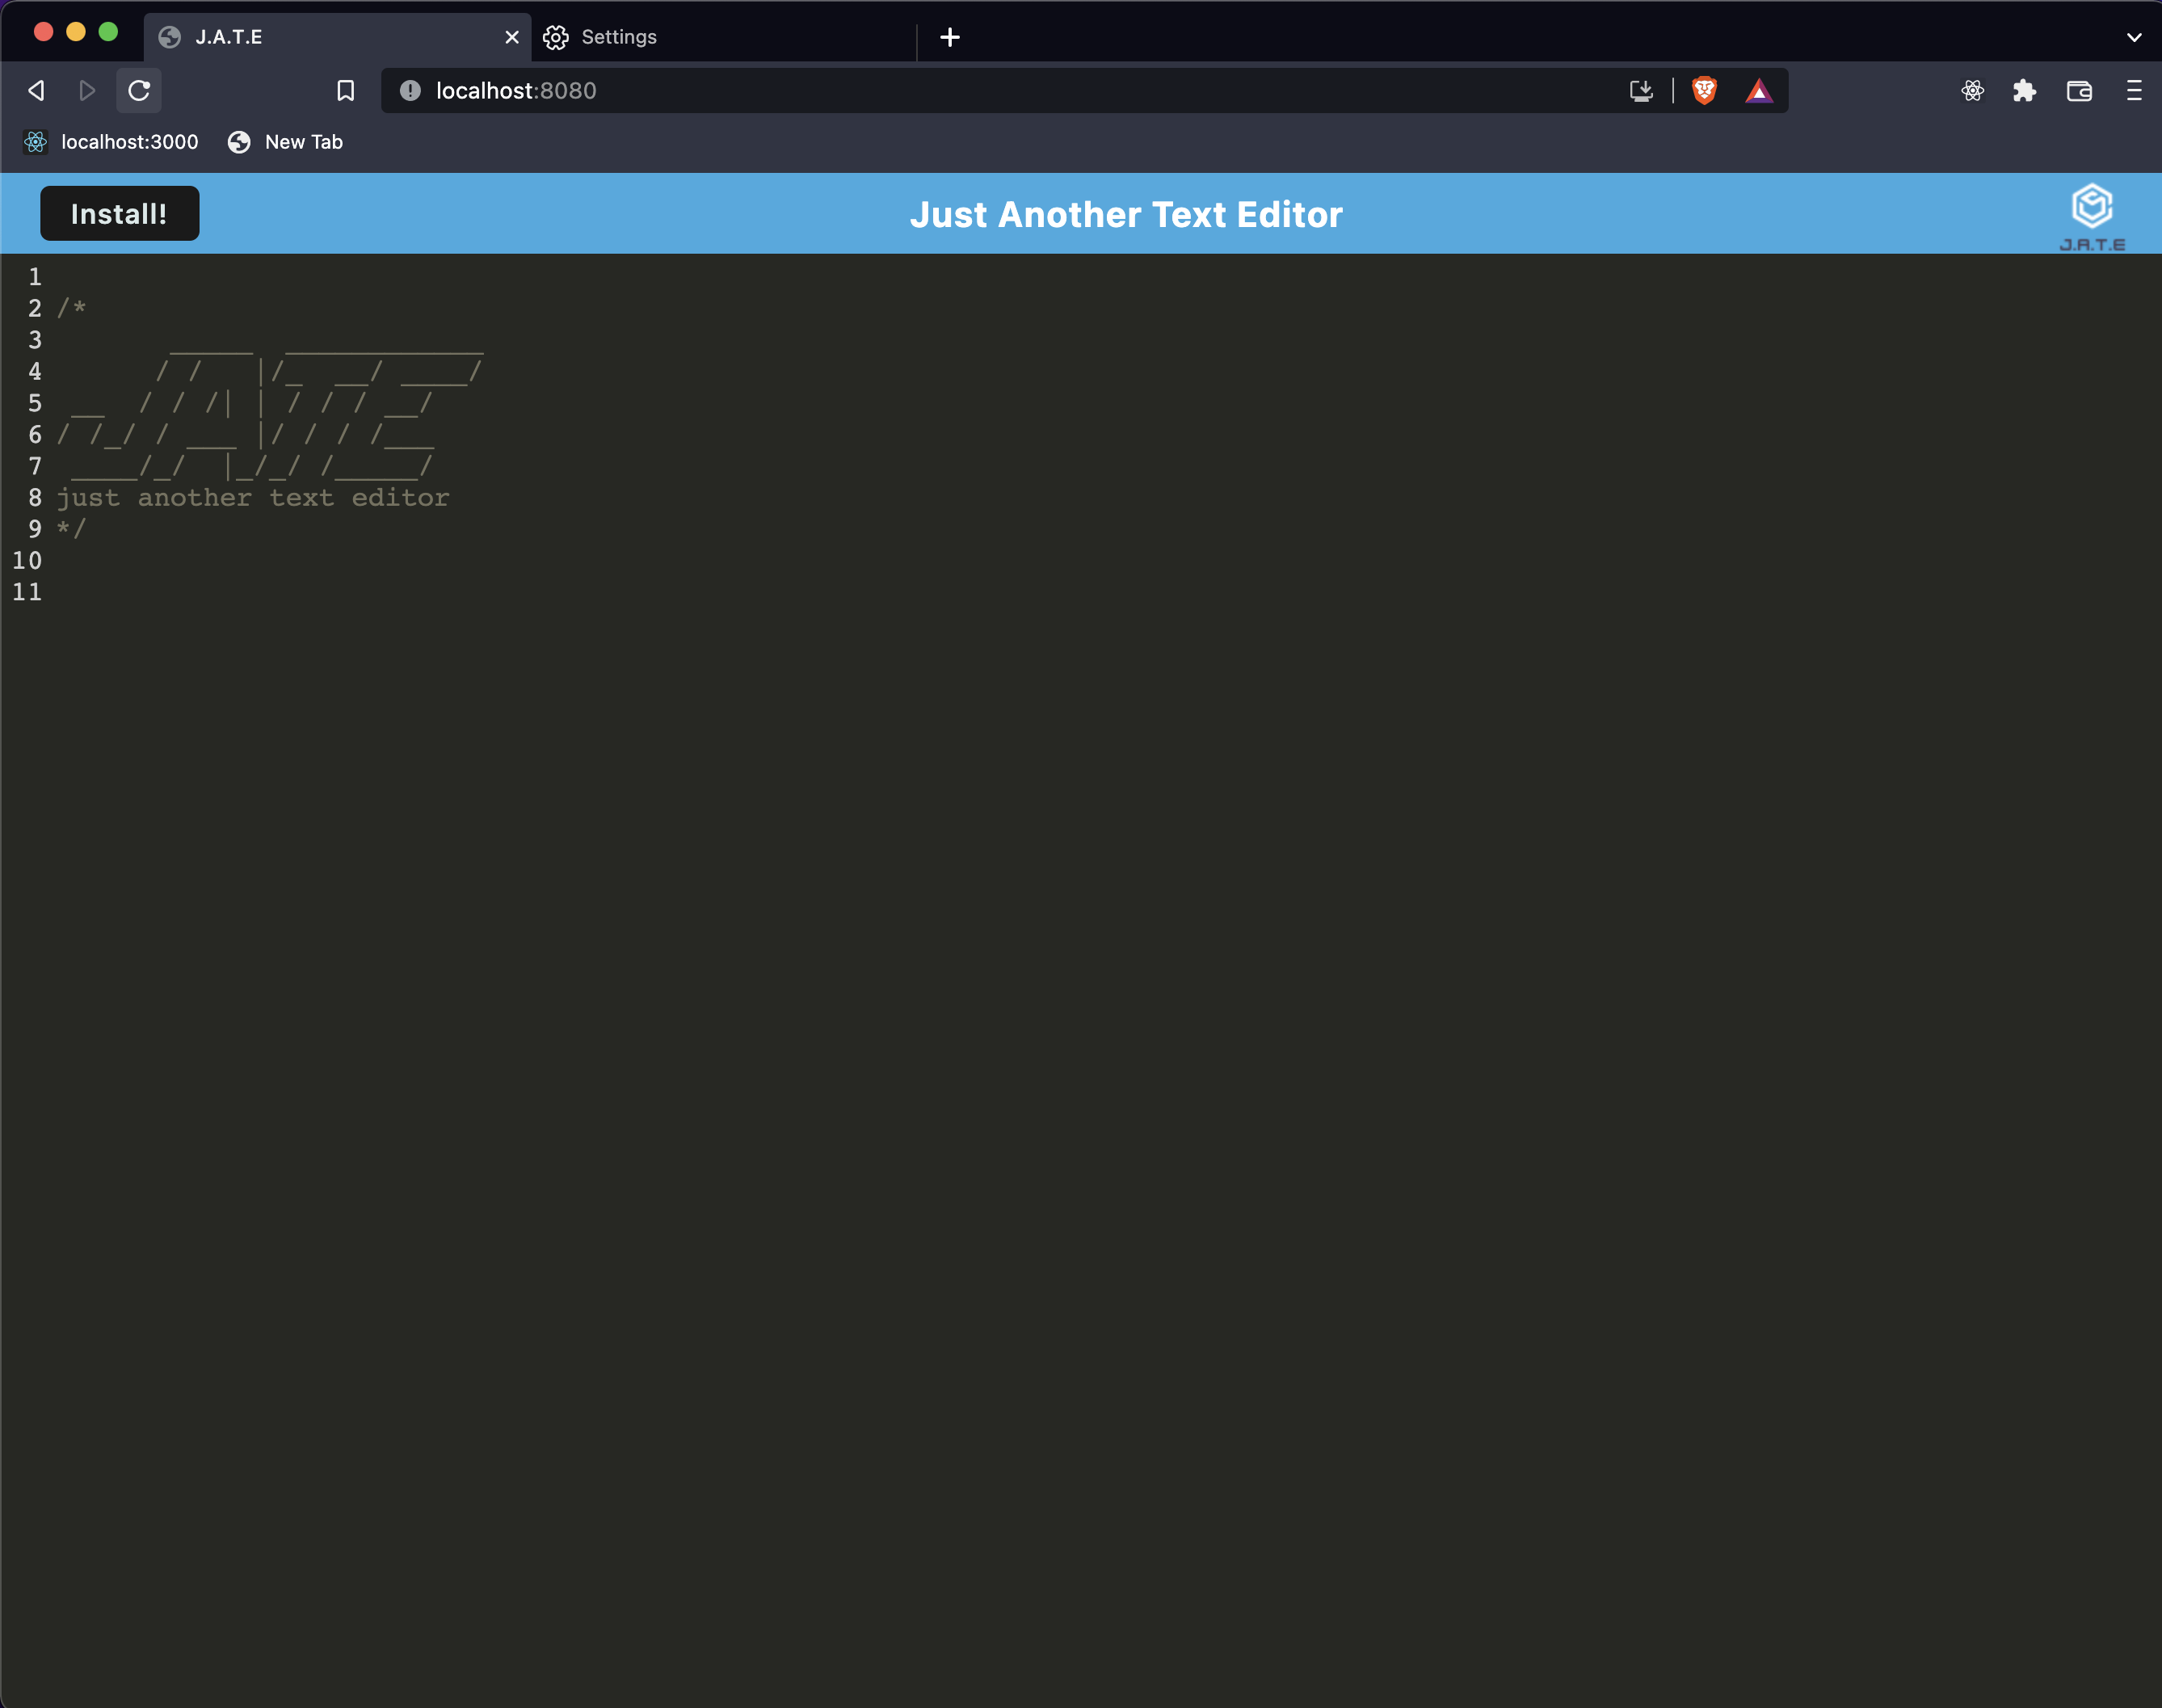 J.A.T.E
Settings
localhost:8080
localhost:3000 New Tab
Install! Just Another Text Editor
J.A.T.E
1
2 /*
3        ______  ____________
4       / /   |/_  __/ ____/
5  __  / / /| | / / / __/
6 / /_/ / ___ |/ / / /___
7  ____/_/  |_/_/ /_____/
8 just another text editor
9 */
10
11